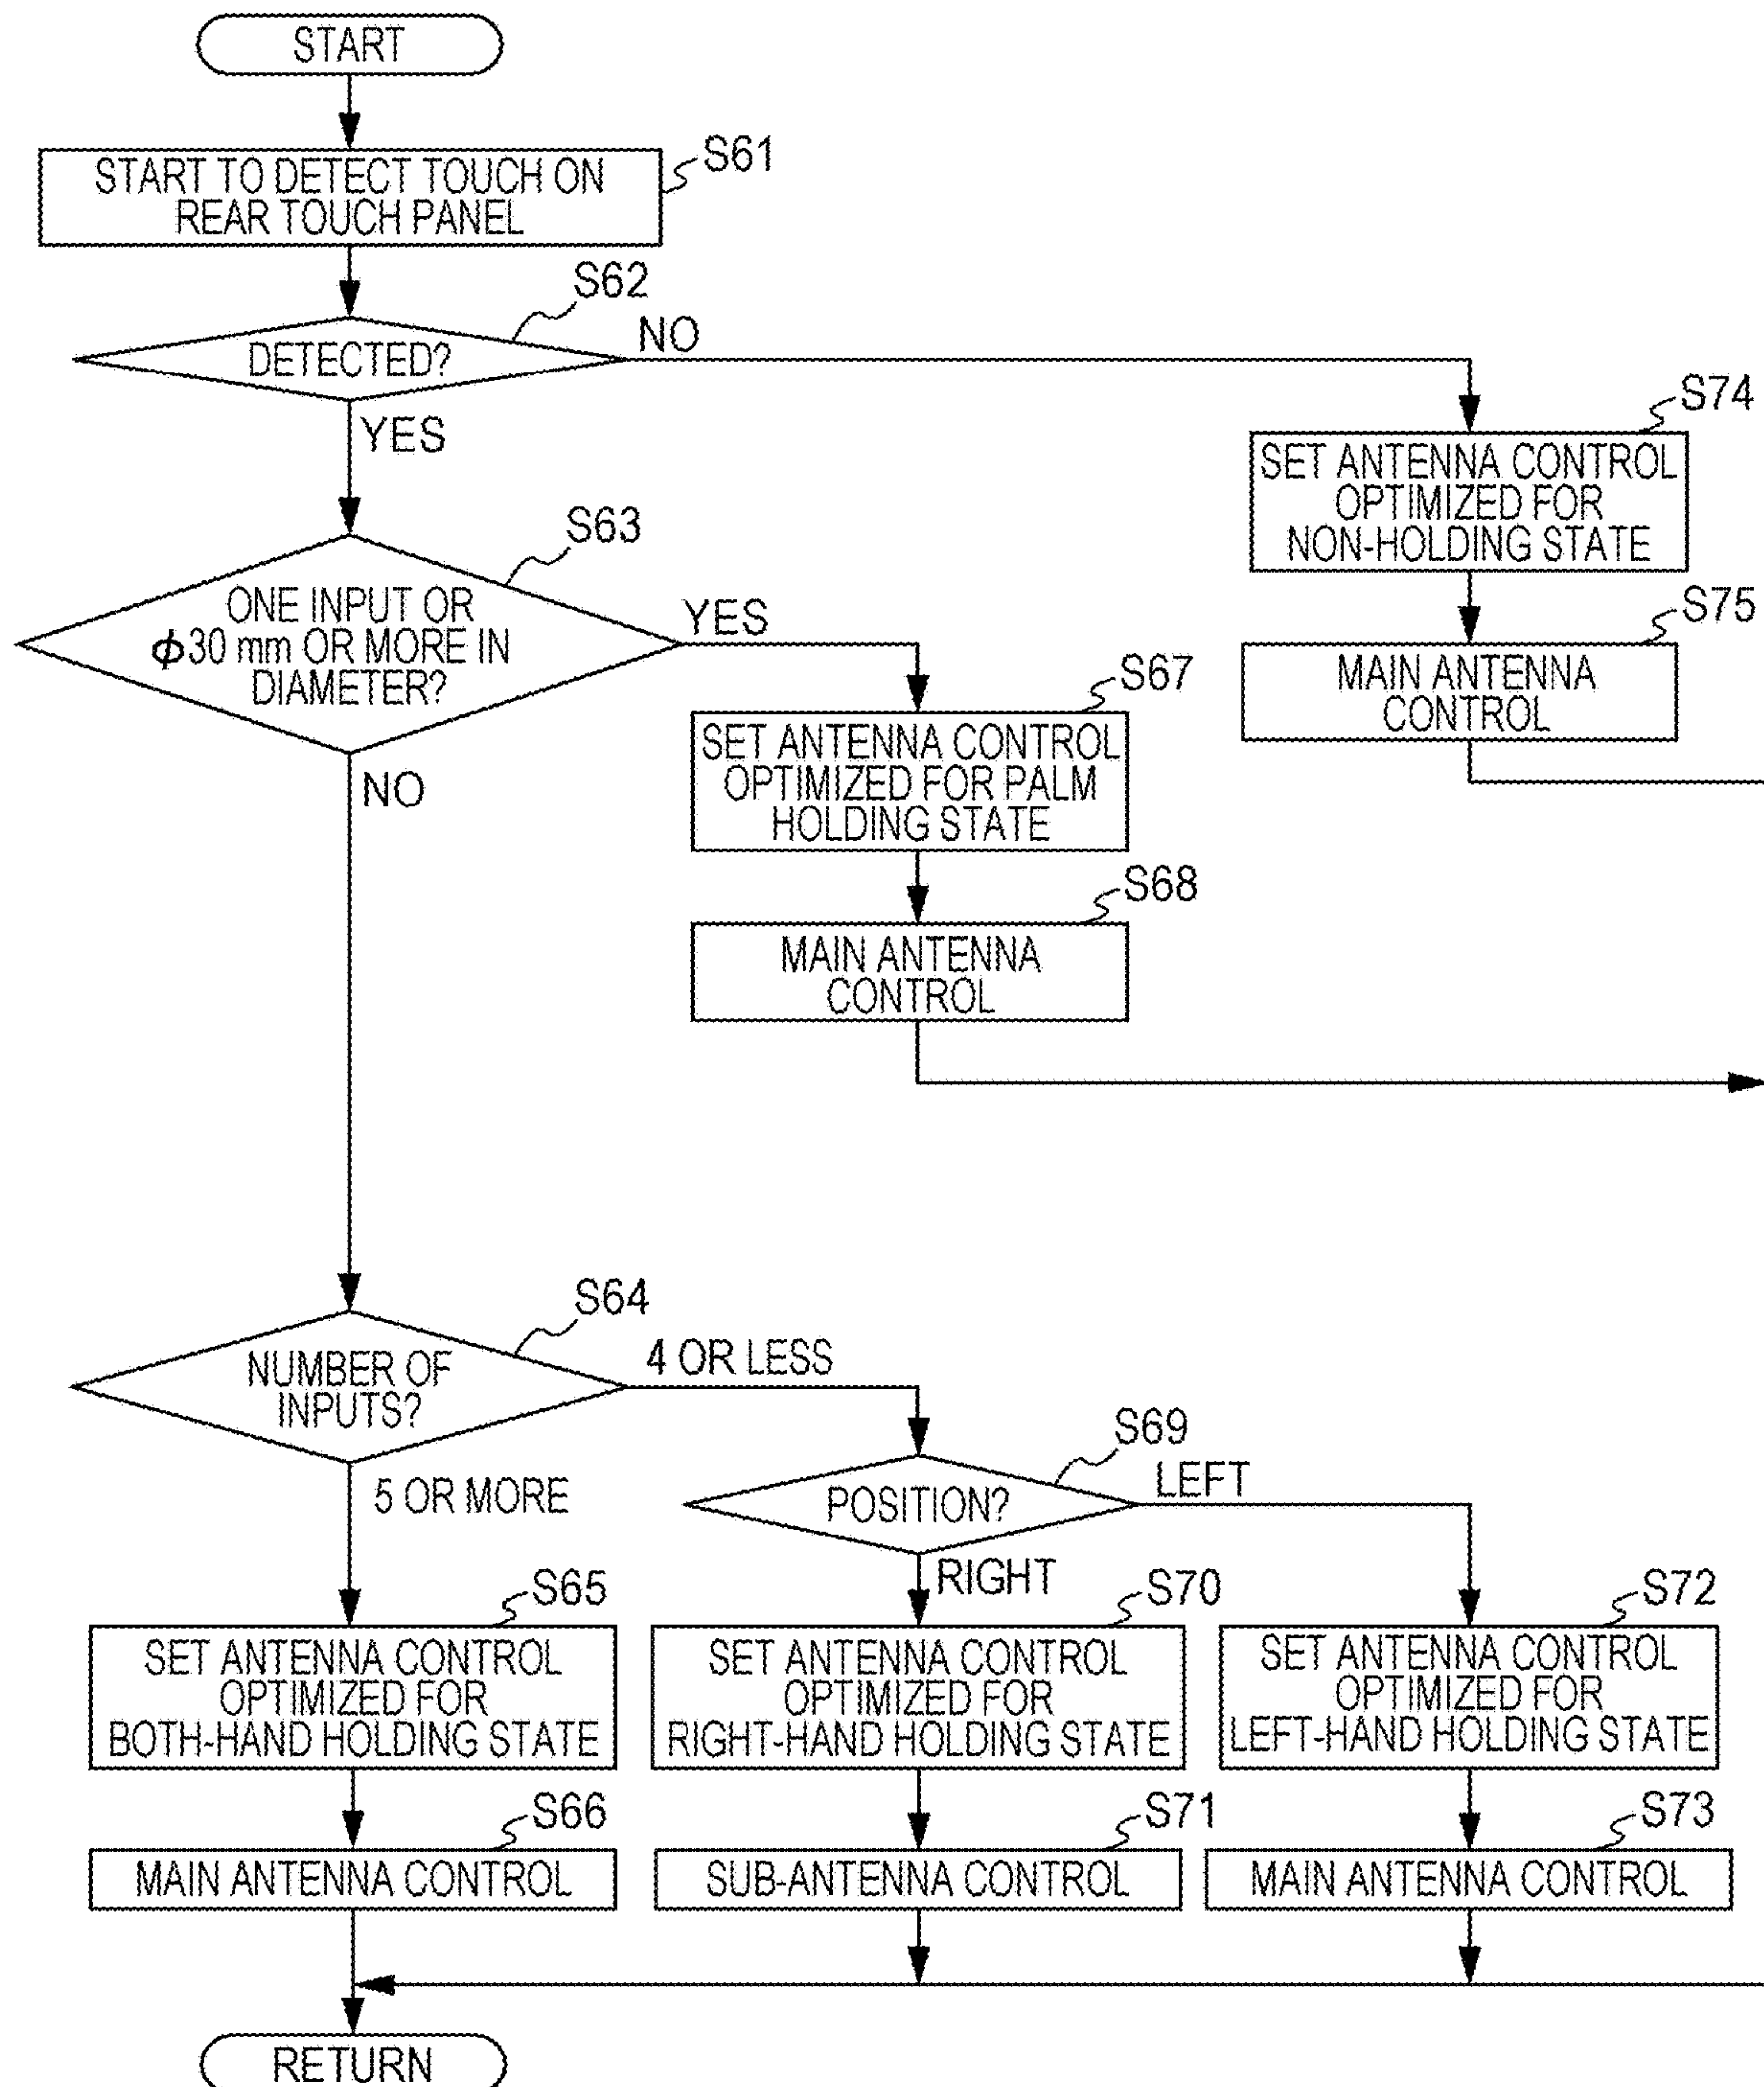 START
S61
START TO DETECT TOUCH ON
REAR TOUCH PANEL
S62
DETECTED?
NO
YES
S74
SET ANTENNA CONTROL
OPTIMIZED FOR
NON-HOLDING STATE
S63
ONE INPUT OR
ϕ30 mm OR MORE IN
DIAMETER?
YES
NO
S75
MAIN ANTENNA
CONTROL
S67
SET ANTENNA CONTROL
OPTIMIZED FOR PALM
HOLDING STATE
S68
MAIN ANTENNA
CONTROL
S64
NUMBER OF
INPUTS?
4 OR LESS
5 OR MORE
S69
POSITION?
LEFT
RIGHT
S65
SET ANTENNA CONTROL
OPTIMIZED FOR
BOTH-HAND HOLDING STATE
S70
SET ANTENNA CONTROL
OPTIMIZED FOR
RIGHT-HAND HOLDING STATE
S72
SET ANTENNA CONTROL
OPTIMIZED FOR
LEFT-HAND HOLDING STATE
S66
MAIN ANTENNA CONTROL
S71
SUB-ANTENNA CONTROL
S73
MAIN ANTENNA CONTROL
RETURN